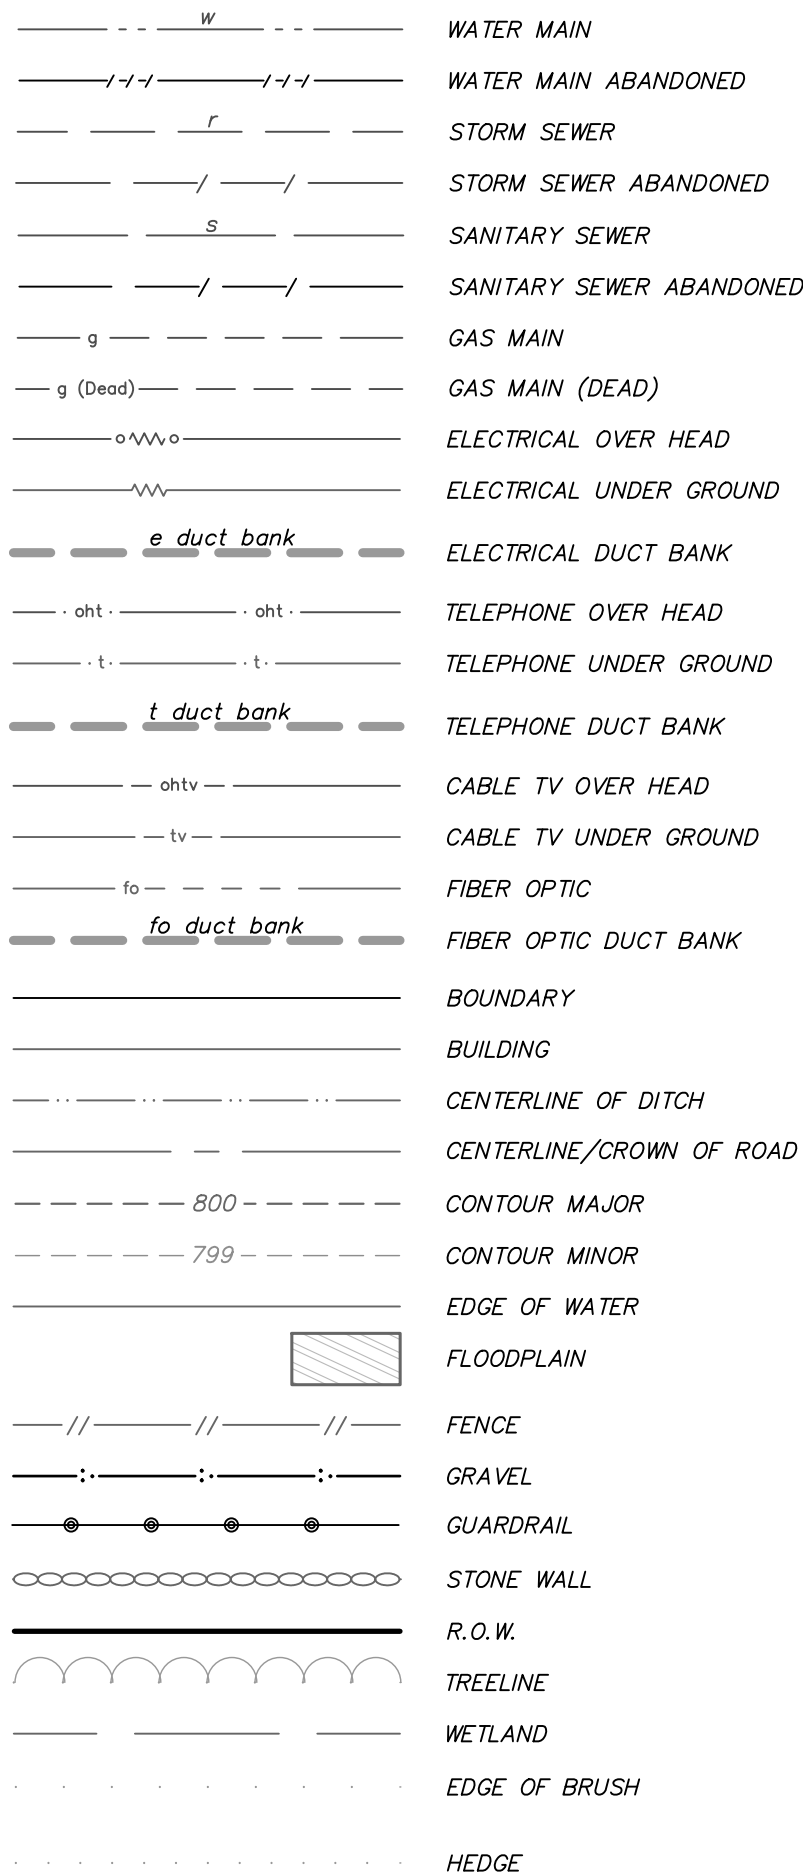 w WATER MAIN
WATER MAIN ABANDONED
r STORM SEWER
STORM SEWER ABANDONED
s SANITARY SEWER
SANITARY SEWER ABANDONED
g GAS MAIN
g (Dead) GAS MAIN (DEAD)
ELECTRICAL OVER HEAD
ELECTRICAL UNDER GROUND
e duct bank ELECTRICAL DUCT BANK
oht oht TELEPHONE OVER HEAD
t t TELEPHONE UNDER GROUND
t duct bank TELEPHONE DUCT BANK
ohtv CABLE TV OVER HEAD
tv CABLE TV UNDER GROUND
fo FIBER OPTIC
fo duct bank FIBER OPTIC DUCT BANK
BOUNDARY
BUILDING
CENTERLINE OF DITCH
CENTERLINE/CROWN OF ROAD
800 CONTOUR MAJOR
799 CONTOUR MINOR
EDGE OF WATER
FLOODPLAIN
FENCE
GRAVEL
GUARDRAIL
STONE WALL
R.O.W.
TREELINE
WETLAND
EDGE OF BRUSH
HEDGE